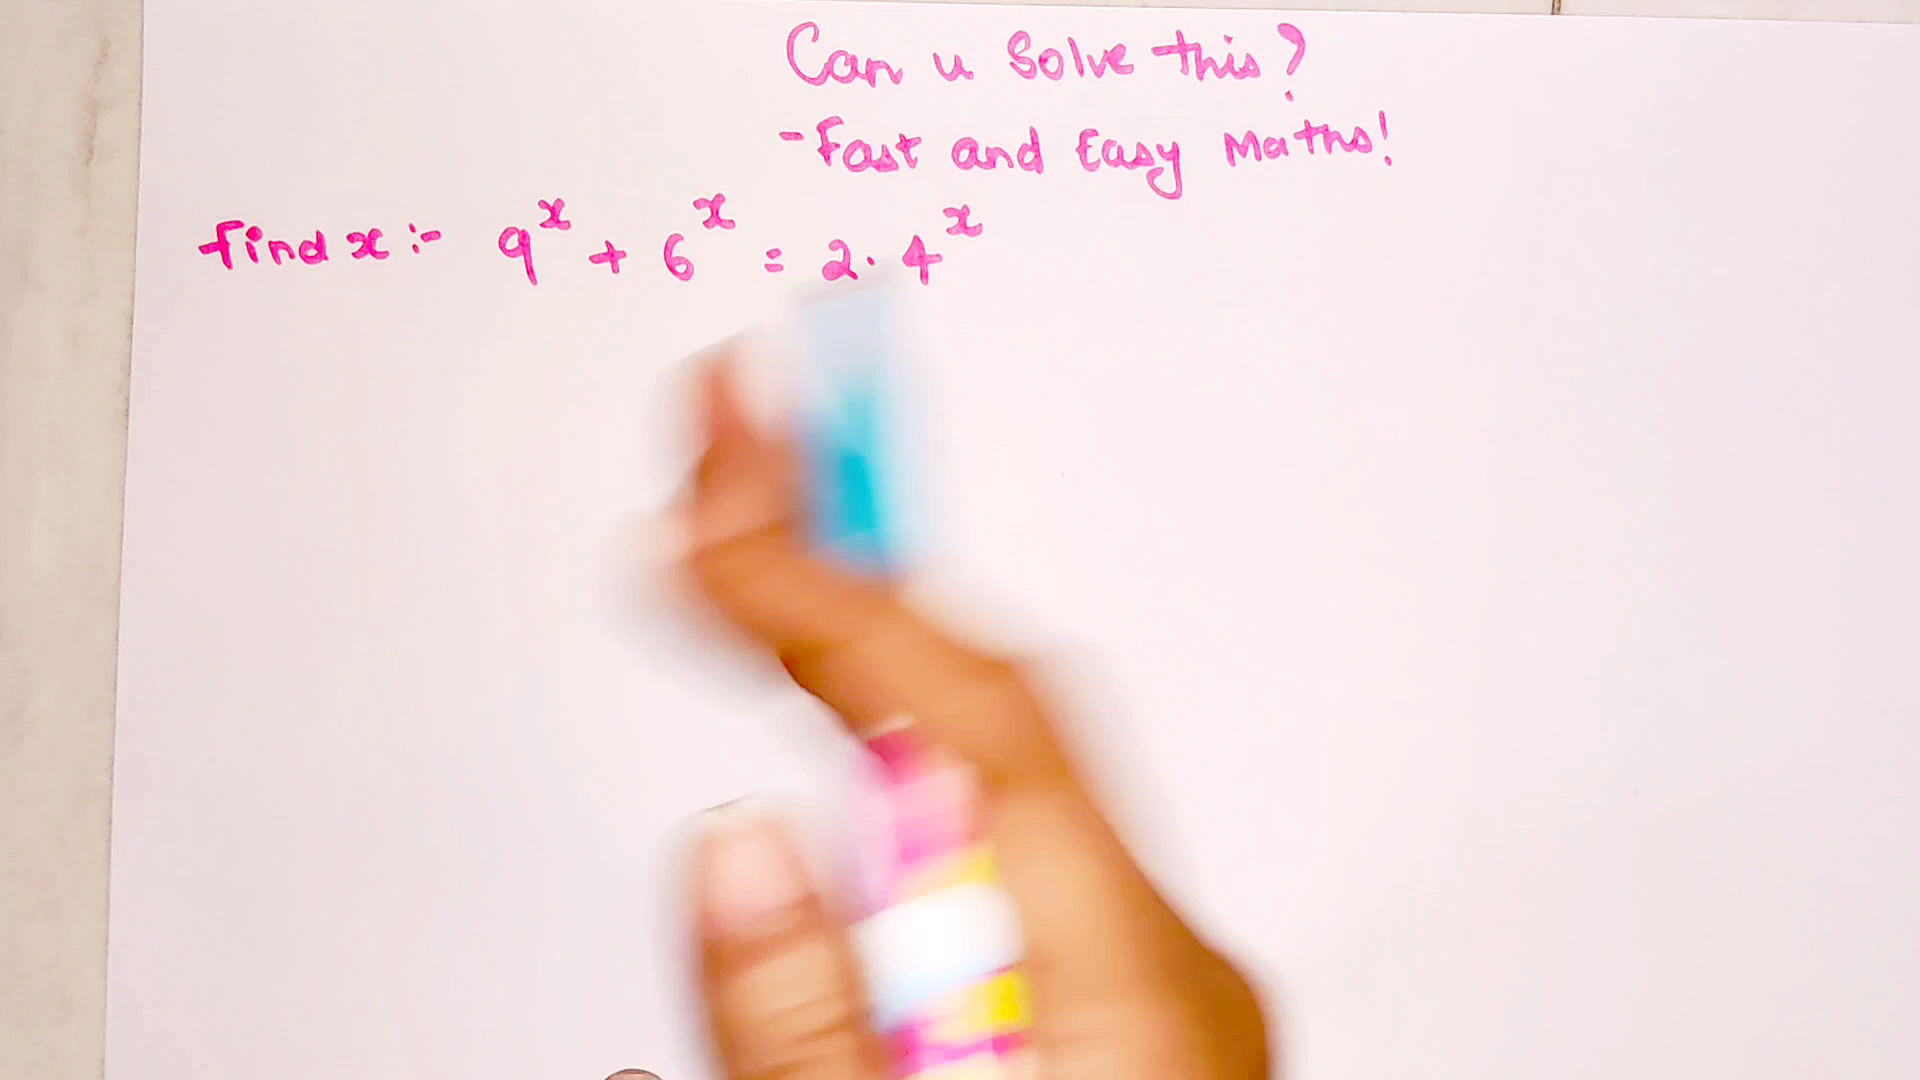 Can u Solve this?
- Fast and Easy Maths!
find x :- 9^x + 6^x = 2. 4^x